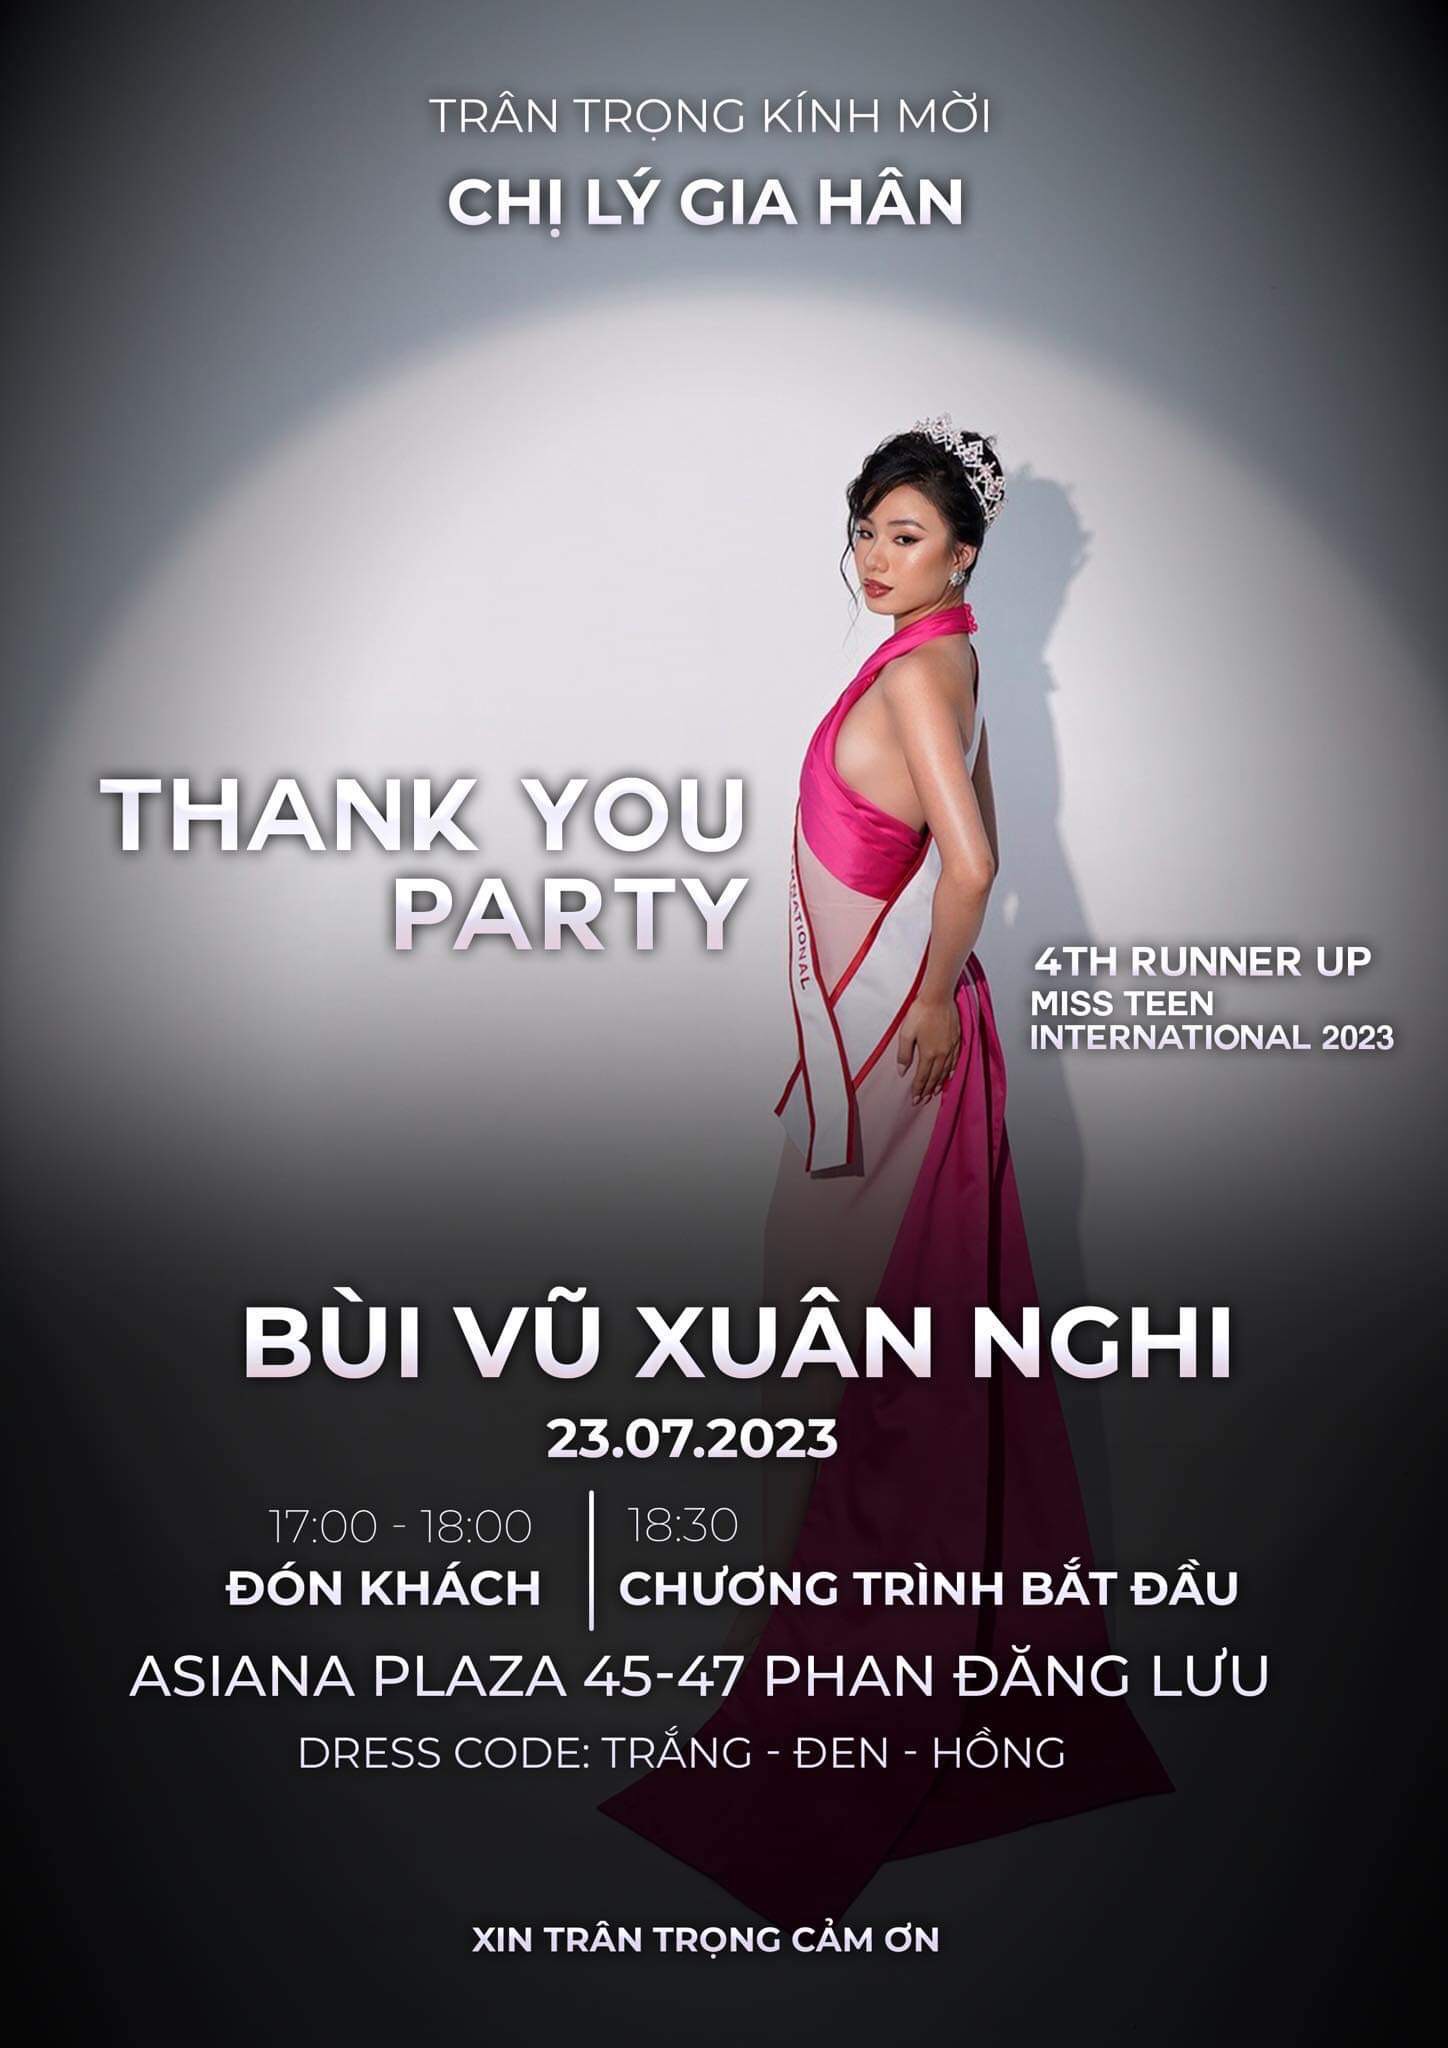 TRÂN TRỌNG KÍNH MỜI
CHỊ LÝ GIA HÂN
THANK YOU
PARTY
NATIONAL
4TH RUNNER UP
MISS TEEN
INTERNATIONAL 2023
BÙI VŨ XUÂN NGHI
23.07.2023
17:00 - 18:00
ĐÓN KHÁCH
18:30
CHƯƠNG TRÌNH BẮT ĐẦU
ASIANA PLAZA 45-47 PHAN ĐĂNG LƯU
DRESS CODE: TRẮNG - ĐEN - HỒNG
XIN TRÂN TRỌNG CẢM ƠN